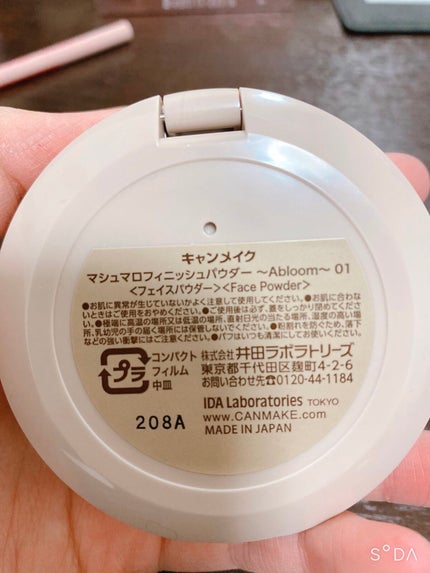 キャンメイク
マシュマロフィニッシュパウダー ～Abloom～ 01
<フェイスパウダー><Face Powder>
●お肌に異常が生じていないかよく注意して使用してください。●お肌に合わな
いときはご使用をおやめください。●ご使用後は必ず、蓋をしっかり閉めてくださ
い。●極端に高温の場所又は低温の場所、直射日光の当たる場所、湿度の高い場
所、乳幼児の手の届く場所には保管しないでください。●粉割れを防ぐため、落下
などの強い衝撃にはご注意ください。●パフはいつも清潔にしてお使いください。
プラ
コンパクト
フィルム
中皿
株式会社井田ラボラトリーズ
東京都千代田区麹町4-2-6
お問い合わせ先☎0120-44-1184
IDA Laboratories TOKYO
www.CANMAKE.com
MADE IN JAPAN
208A
SODA